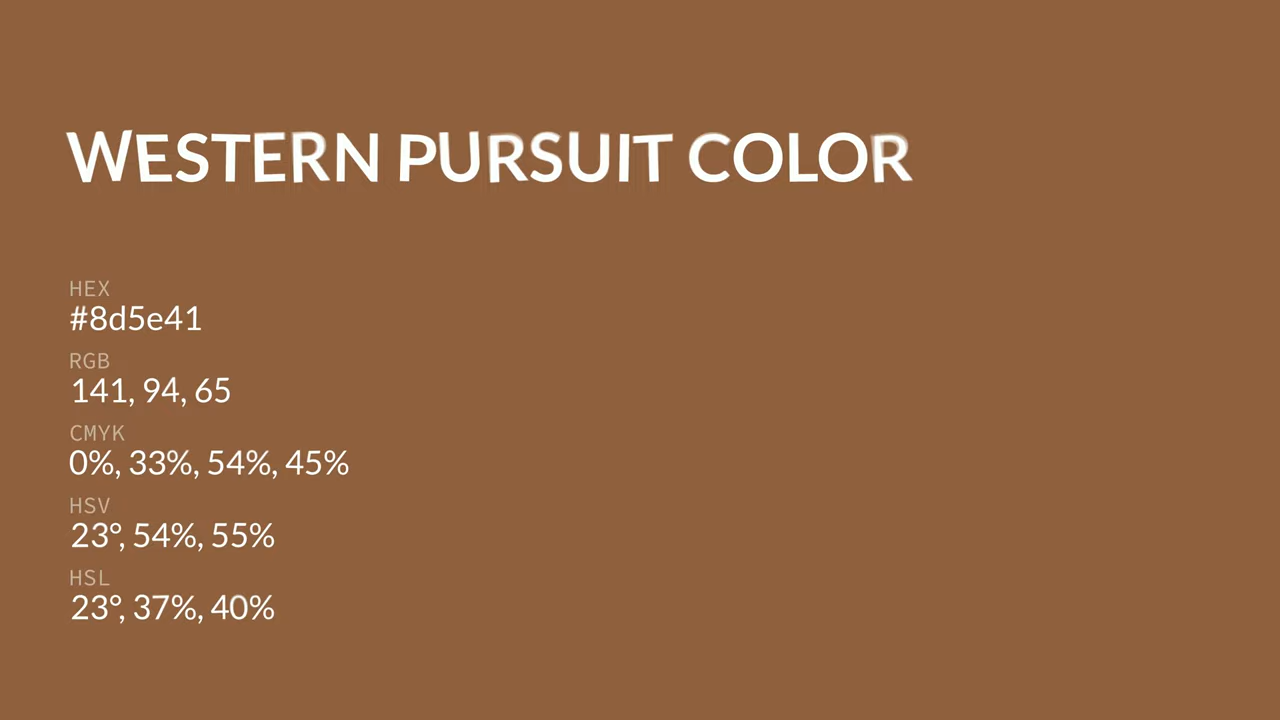 WESTERN PURSUIT COLOR
HEX
#8d5e41
RGB
141, 94, 65
CMYK
0%, 33%, 54%, 45%
HSV
23°, 54%, 55%
HSL
23°, 37%, 40%